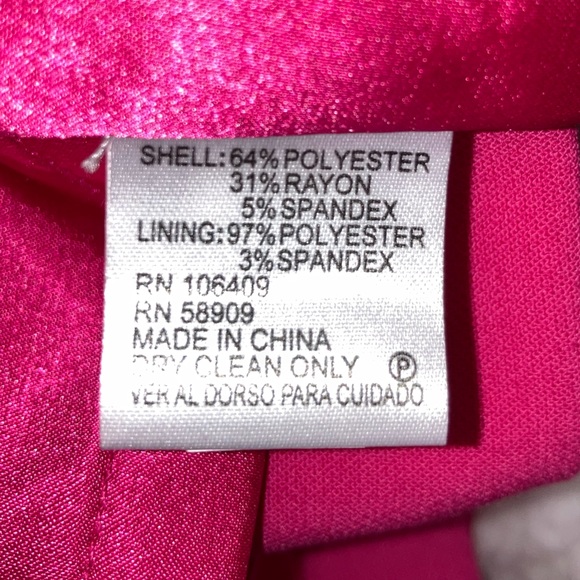 SHELL: 64% POLYESTER
31% RAYON
5% SPANDEX
LINING: 97% POLYESTER
3% SPANDEX
RN 106409
RN 58909
MADE IN CHINA
DRY CLEAN ONLY Ⓟ
VER AL DORSO PARA CUIDADO